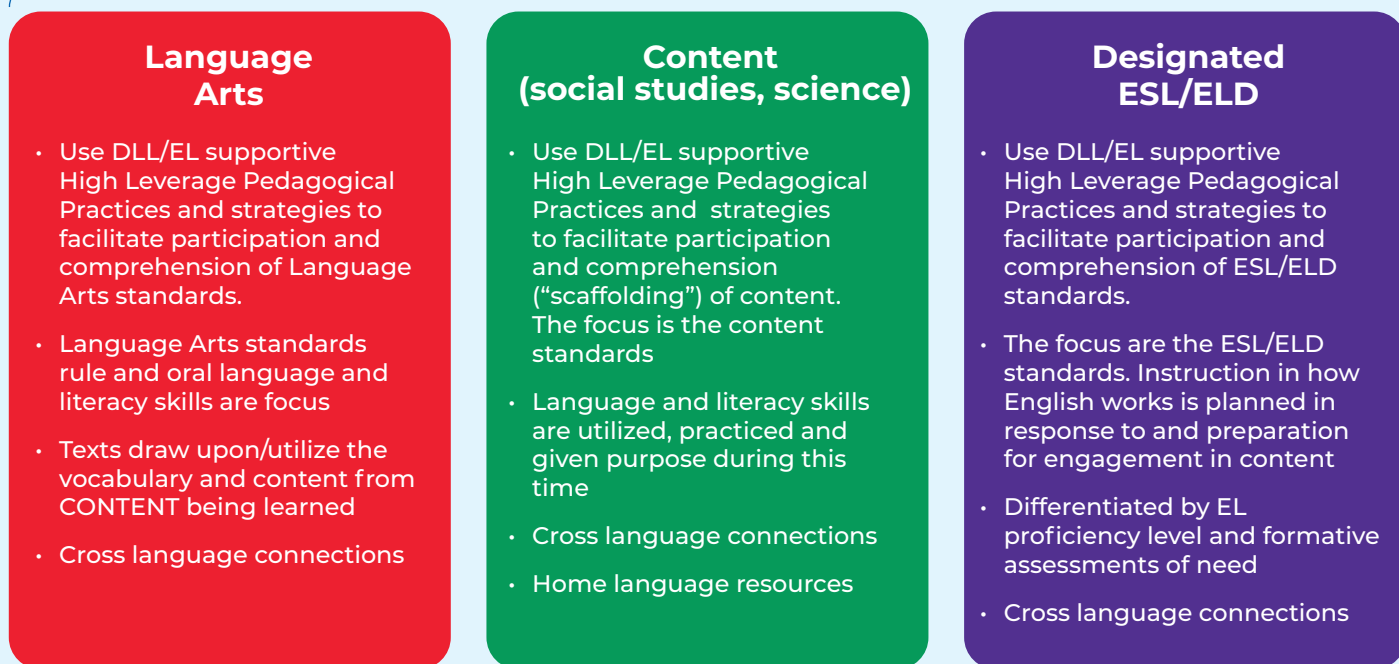 Language
Arts
• Use DLL/EL supportive
High Leverage Pedagogical
Practices and strategies to
facilitate participation and
comprehension of Language
Arts standards.
• Language Arts standards
rule and oral language and
literacy skills are focus
• Texts draw upon/utilize the
vocabulary and content from
CONTENT being learned
• Cross language connections
Content
(social studies, science)
• Use DLL/EL supportive
High Leverage Pedagogical
Practices and strategies
to facilitate participation
and comprehension
(“scaffolding”) of content.
The focus is the content
standards
• Language and literacy skills
are utilized, practiced and
given purpose during this
time
• Cross language connections
• Home language resources
Designated
ESL/ELD
• Use DLL/EL supportive
High Leverage Pedagogical
Practices and strategies to
facilitate participation and
comprehension of ESL/ELD
standards.
• The focus are the ESL/ELD
standards. Instruction in how
English works is planned in
response to and preparation
for engagement in content
• Differentiated by EL
proficiency level and formative
assessments of need
• Cross language connections